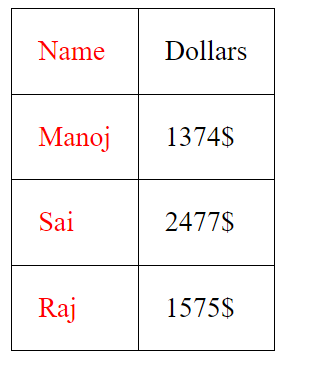 Name Dollars
Manoj 1374$
Sai 2477$
Raj 1575$